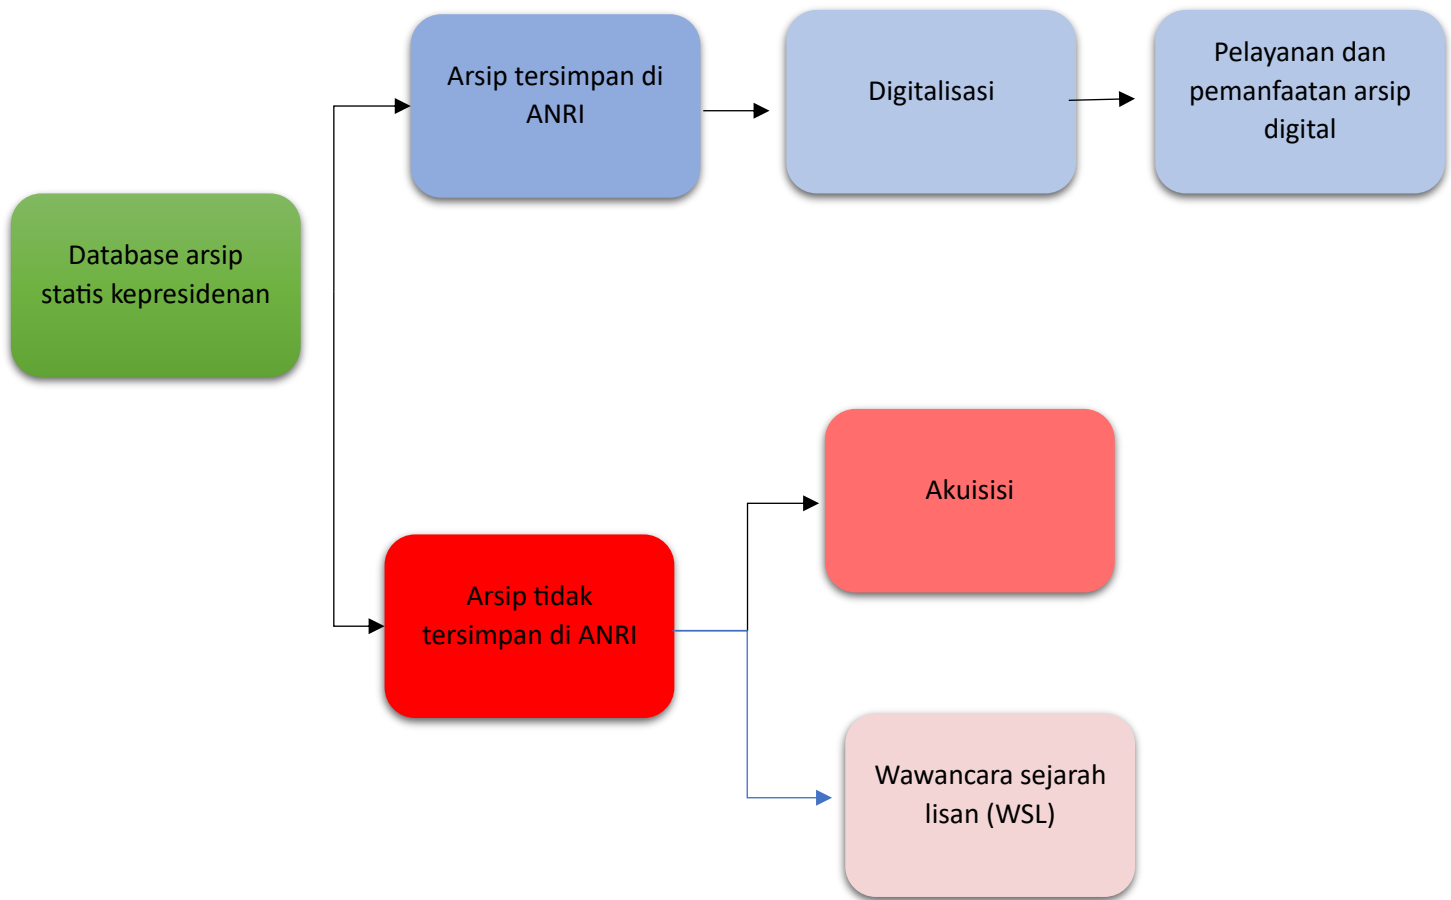 Arsip tersimpan di
ANRI
Digitalisasi
Pelayanan dan
pemanfaatan arsip
digital
Database arsip
statis kepresidenan
Akuisisi
Arsip tidak
tersimpan di ANRI
Wawancara sejarah
lisan (WSL)